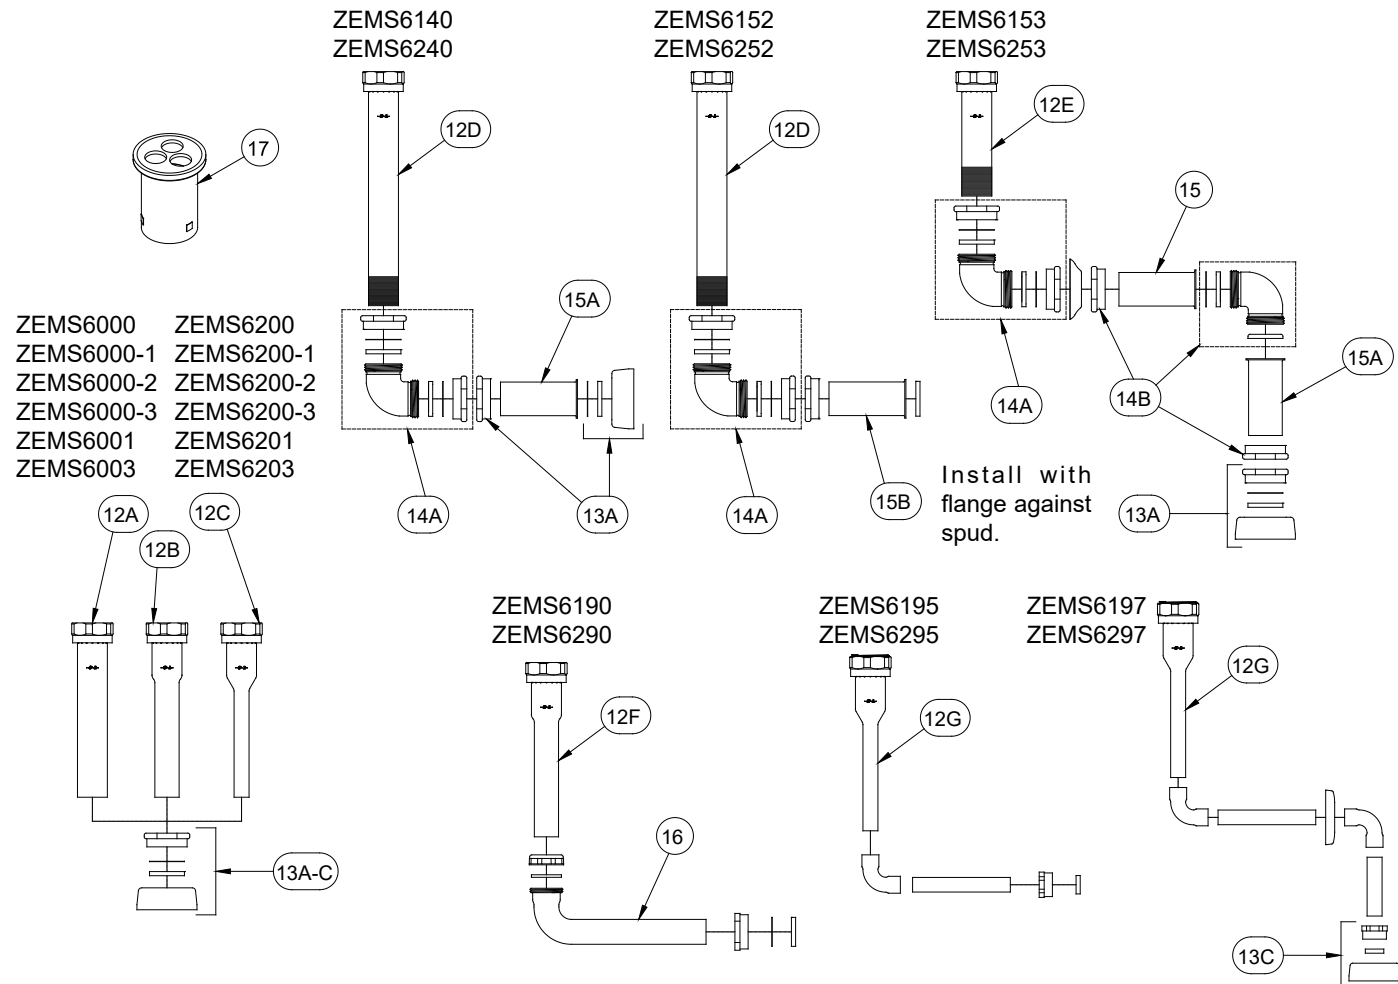 ZEMS6140
ZEMS6240
ZEMS6152
ZEMS6252
ZEMS6153
ZEMS6253
12D
12D
12E
17
15
15A
15A
14A
13A
14A
15B
14A
14B
13A
Install with
flange against
spud.
ZEMS6000 ZEMS6200
ZEMS6000-1 ZEMS6200-1
ZEMS6000-2 ZEMS6200-2
ZEMS6000-3 ZEMS6200-3
ZEMS6001 ZEMS6201
ZEMS6003 ZEMS6203
12A
12B
12C
13A-C
ZEMS6190
ZEMS6290
12F
16
ZEMS6195
ZEMS6295
12G
ZEMS6197
ZEMS6297
12G
13C